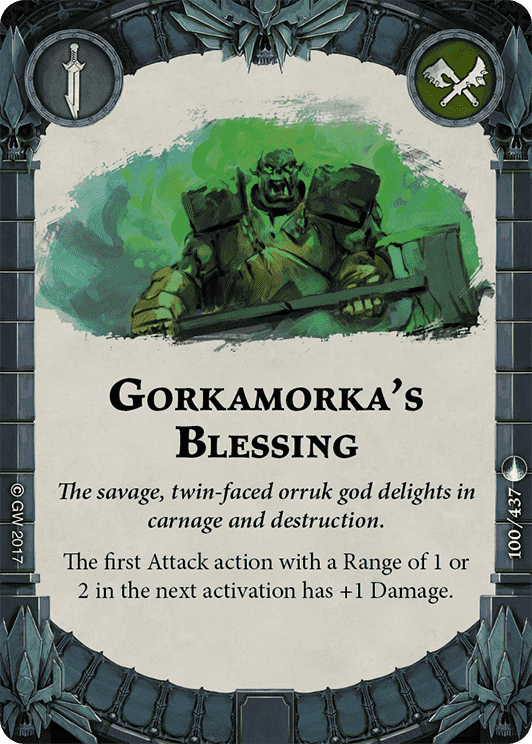 GORKAMORKA'S
BLESSING
The savage, twin-faced orruk god delights in
carnage and destruction.
The first Attack action with a Range of 1 or
2 in the next activation has +1 Damage.
© GW 2017
100/437